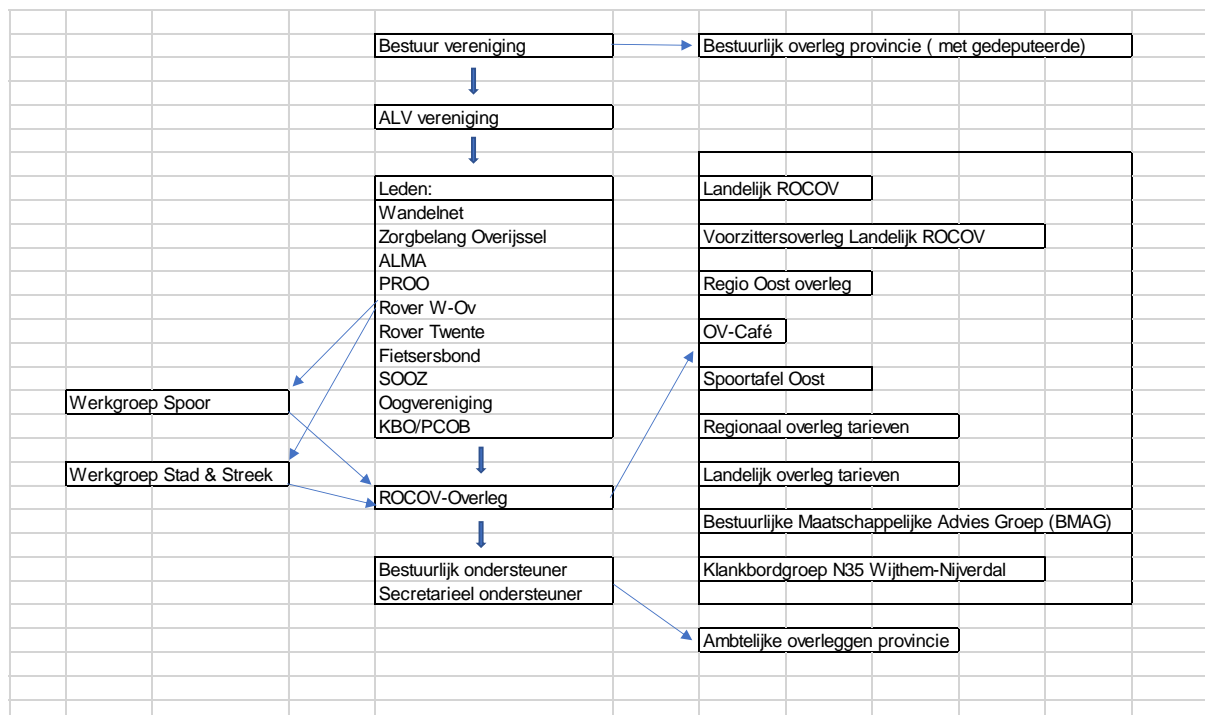 Bestuur vereniging
Bestuurlijk overleg provincie ( met gedeputeerde)
ALV vereniging
Leden:
Wandelnet
Zorgbelang Overijssel
ALMA
PROO
Rover W-Ov
Rover Twente
Fietsersbond
SOOZ
Oogvereniging
KBO/PCOB
Werkgroep Spoor
Werkgroep Stad & Streek
ROCOV-Overleg
Bestuurlijk ondersteuner
Secretarieel ondersteuner
Landelijk ROCOV
Voorzittersoverleg Landelijk ROCOV
Regio Oost overleg
OV-Café
Spoortafel Oost
Regionaal overleg tarieven
Landelijk overleg tarieven
Bestuurlijke Maatschappelijke Advies Groep (BMAG)
Klankbordgroep N35 Wijthem-Nijverdal
Ambtelijke overleggen provincie